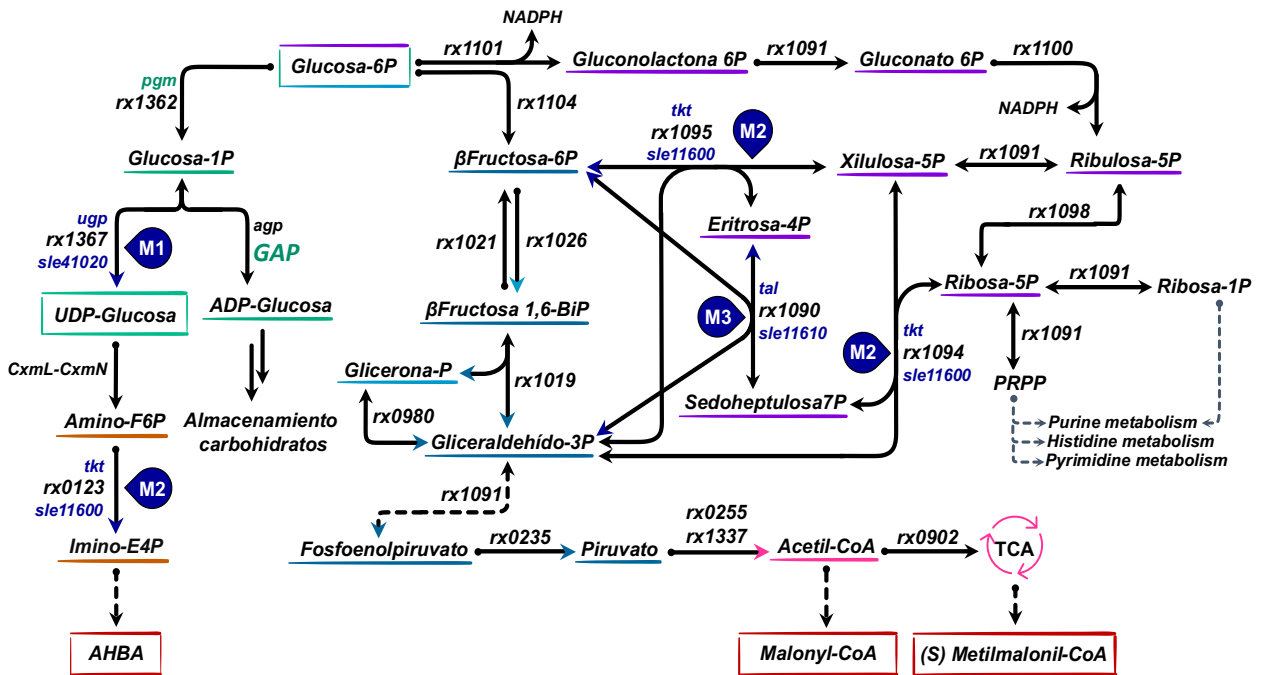 NADPH
rx1101
Glucosa-6P
Gluconolactona 6P
rx1091
Gluconato 6P
rx1100
NADPH
pgm
rx1362
rx1104
Glucosa-1P
βFructosa-6P
tkt
rx1095
sle11600
M2
Xilulosa-5P
rx1091
Ribulosa-5P
ugp
rx1367
sle41020
M1
agp
GAP
rx1021
rx1026
Eritrosa-4P
rx1098
UDP-Glucosa
ADP-Glucosa
βFructosa 1,6-BiP
M3
tal
rx1090
sle11610
M2
tkt
rx1094
sle11600
Ribosa-5P
rx1091
Ribosa-1P
rx1091
CxmL-CxmN
Glicerona-P
rx1019
PRPP
Amino-F6P
Almacenamiento
carbohidratos
rx0980
Gliceraldehído-3P
Sedoheptulosa7P
Purine metabolism
Histidine metabolism
Pyrimidine metabolism
tkt
rx0123
sle11600
M2
rx1091
Imino-E4P
Fosfoenolpiruvato
rx0235
Piruvato
rx0255
rx1337
Acetil-CoA
rx0902
TCA
AHBA
Malonyl-CoA
(S) Metilmalonil-CoA